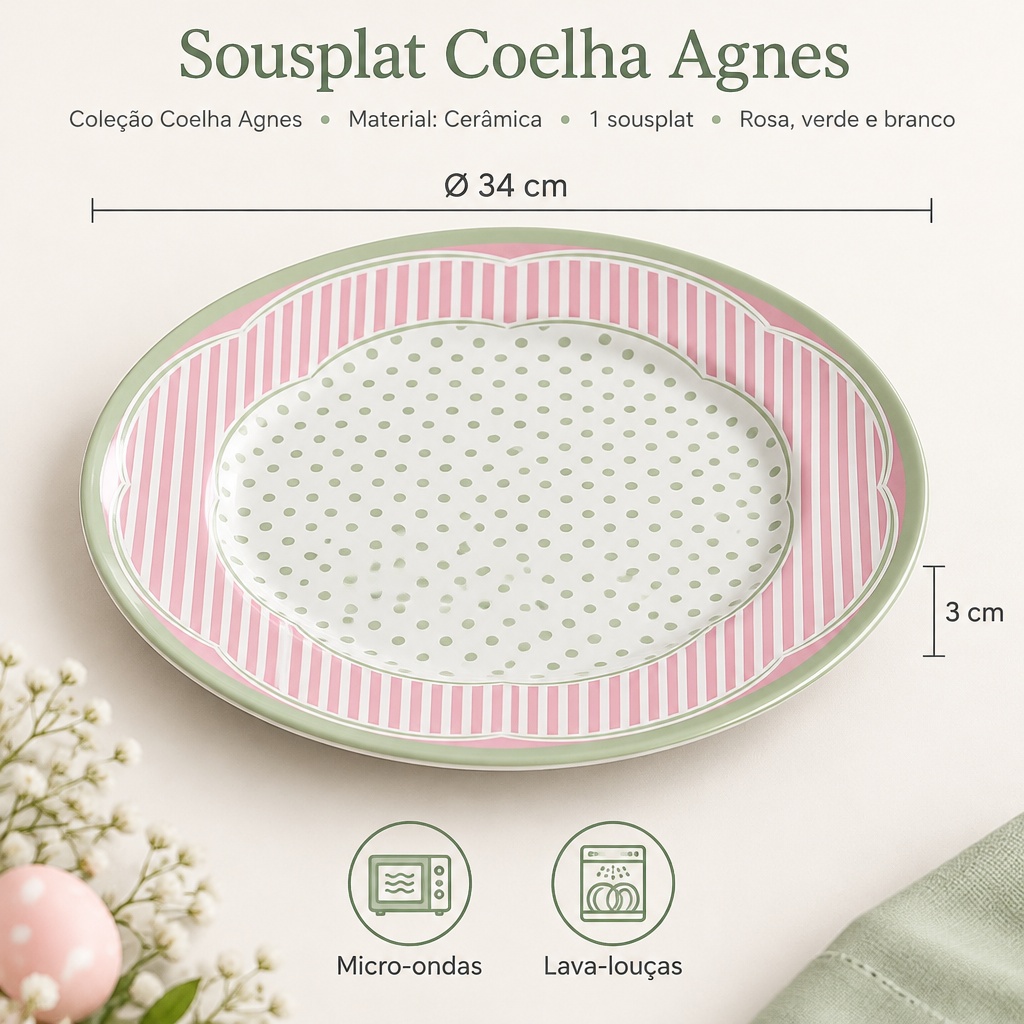 Sousplat Coelha Agnes
Coleção Coelha Agnes • Material: Cerâmica • 1 sousplat • Rosa, verde e branco
Ø 34 cm
3 cm
Micro-ondas
Lava-louças